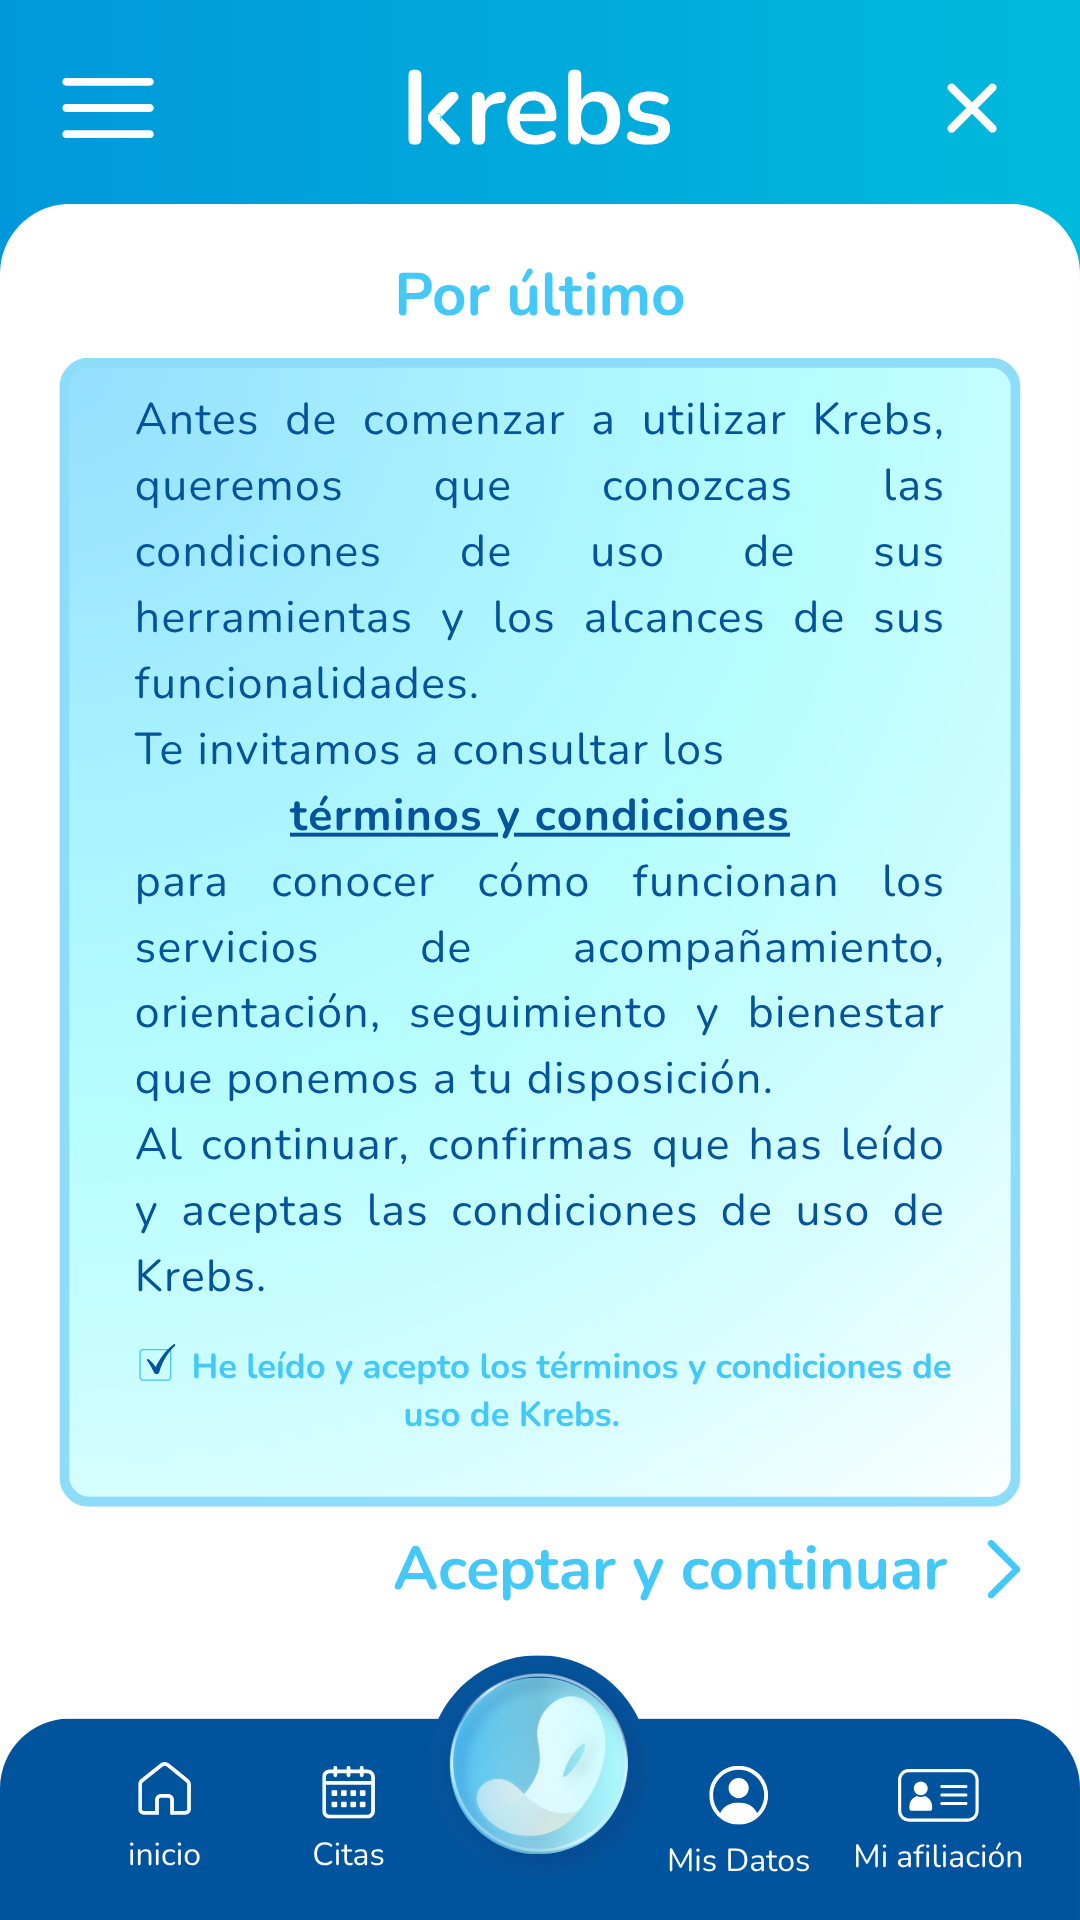 krebs
Por último
Antes de comenzar a utilizar Krebs,
queremos que conozcas las
condiciones de uso de sus
herramientas y los alcances de sus
funcionalidades.
Te invitamos a consultar los
términos y condiciones
para conocer cómo funcionan los
servicios de acompañamiento,
orientación, seguimiento y bienestar
que ponemos a tu disposición.
Al continuar, confirmas que has leído
y aceptas las condiciones de uso de
Krebs.
He leído y acepto los términos y condiciones de
uso de Krebs.
Aceptar y continuar
inicio
Citas
Mis Datos
Mi afiliación